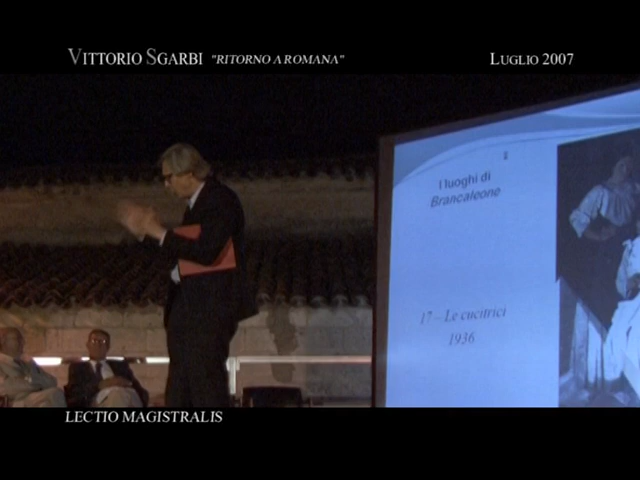 VITTORIO SGARBI "RITORNO A ROMANA"
LUGLIO 2007
I luoghi di
Brancaleone
17 – Le cucitrici
1936
LECTIO MAGISTRALIS